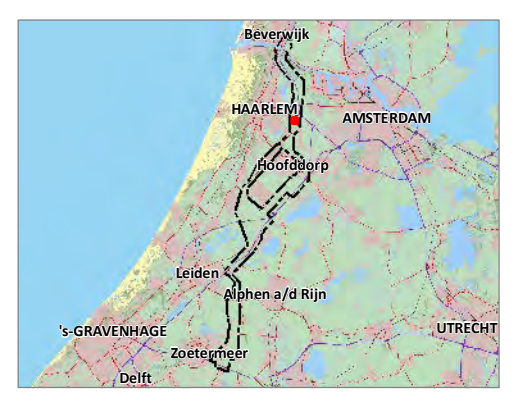 Beverwijk
HAARLEM
AMSTERDAM
Hoofddorp
Leiden
Alphen a/d Rijn
's-GRAVENHAGE
UTRECHT
Zoetermeer
Delft